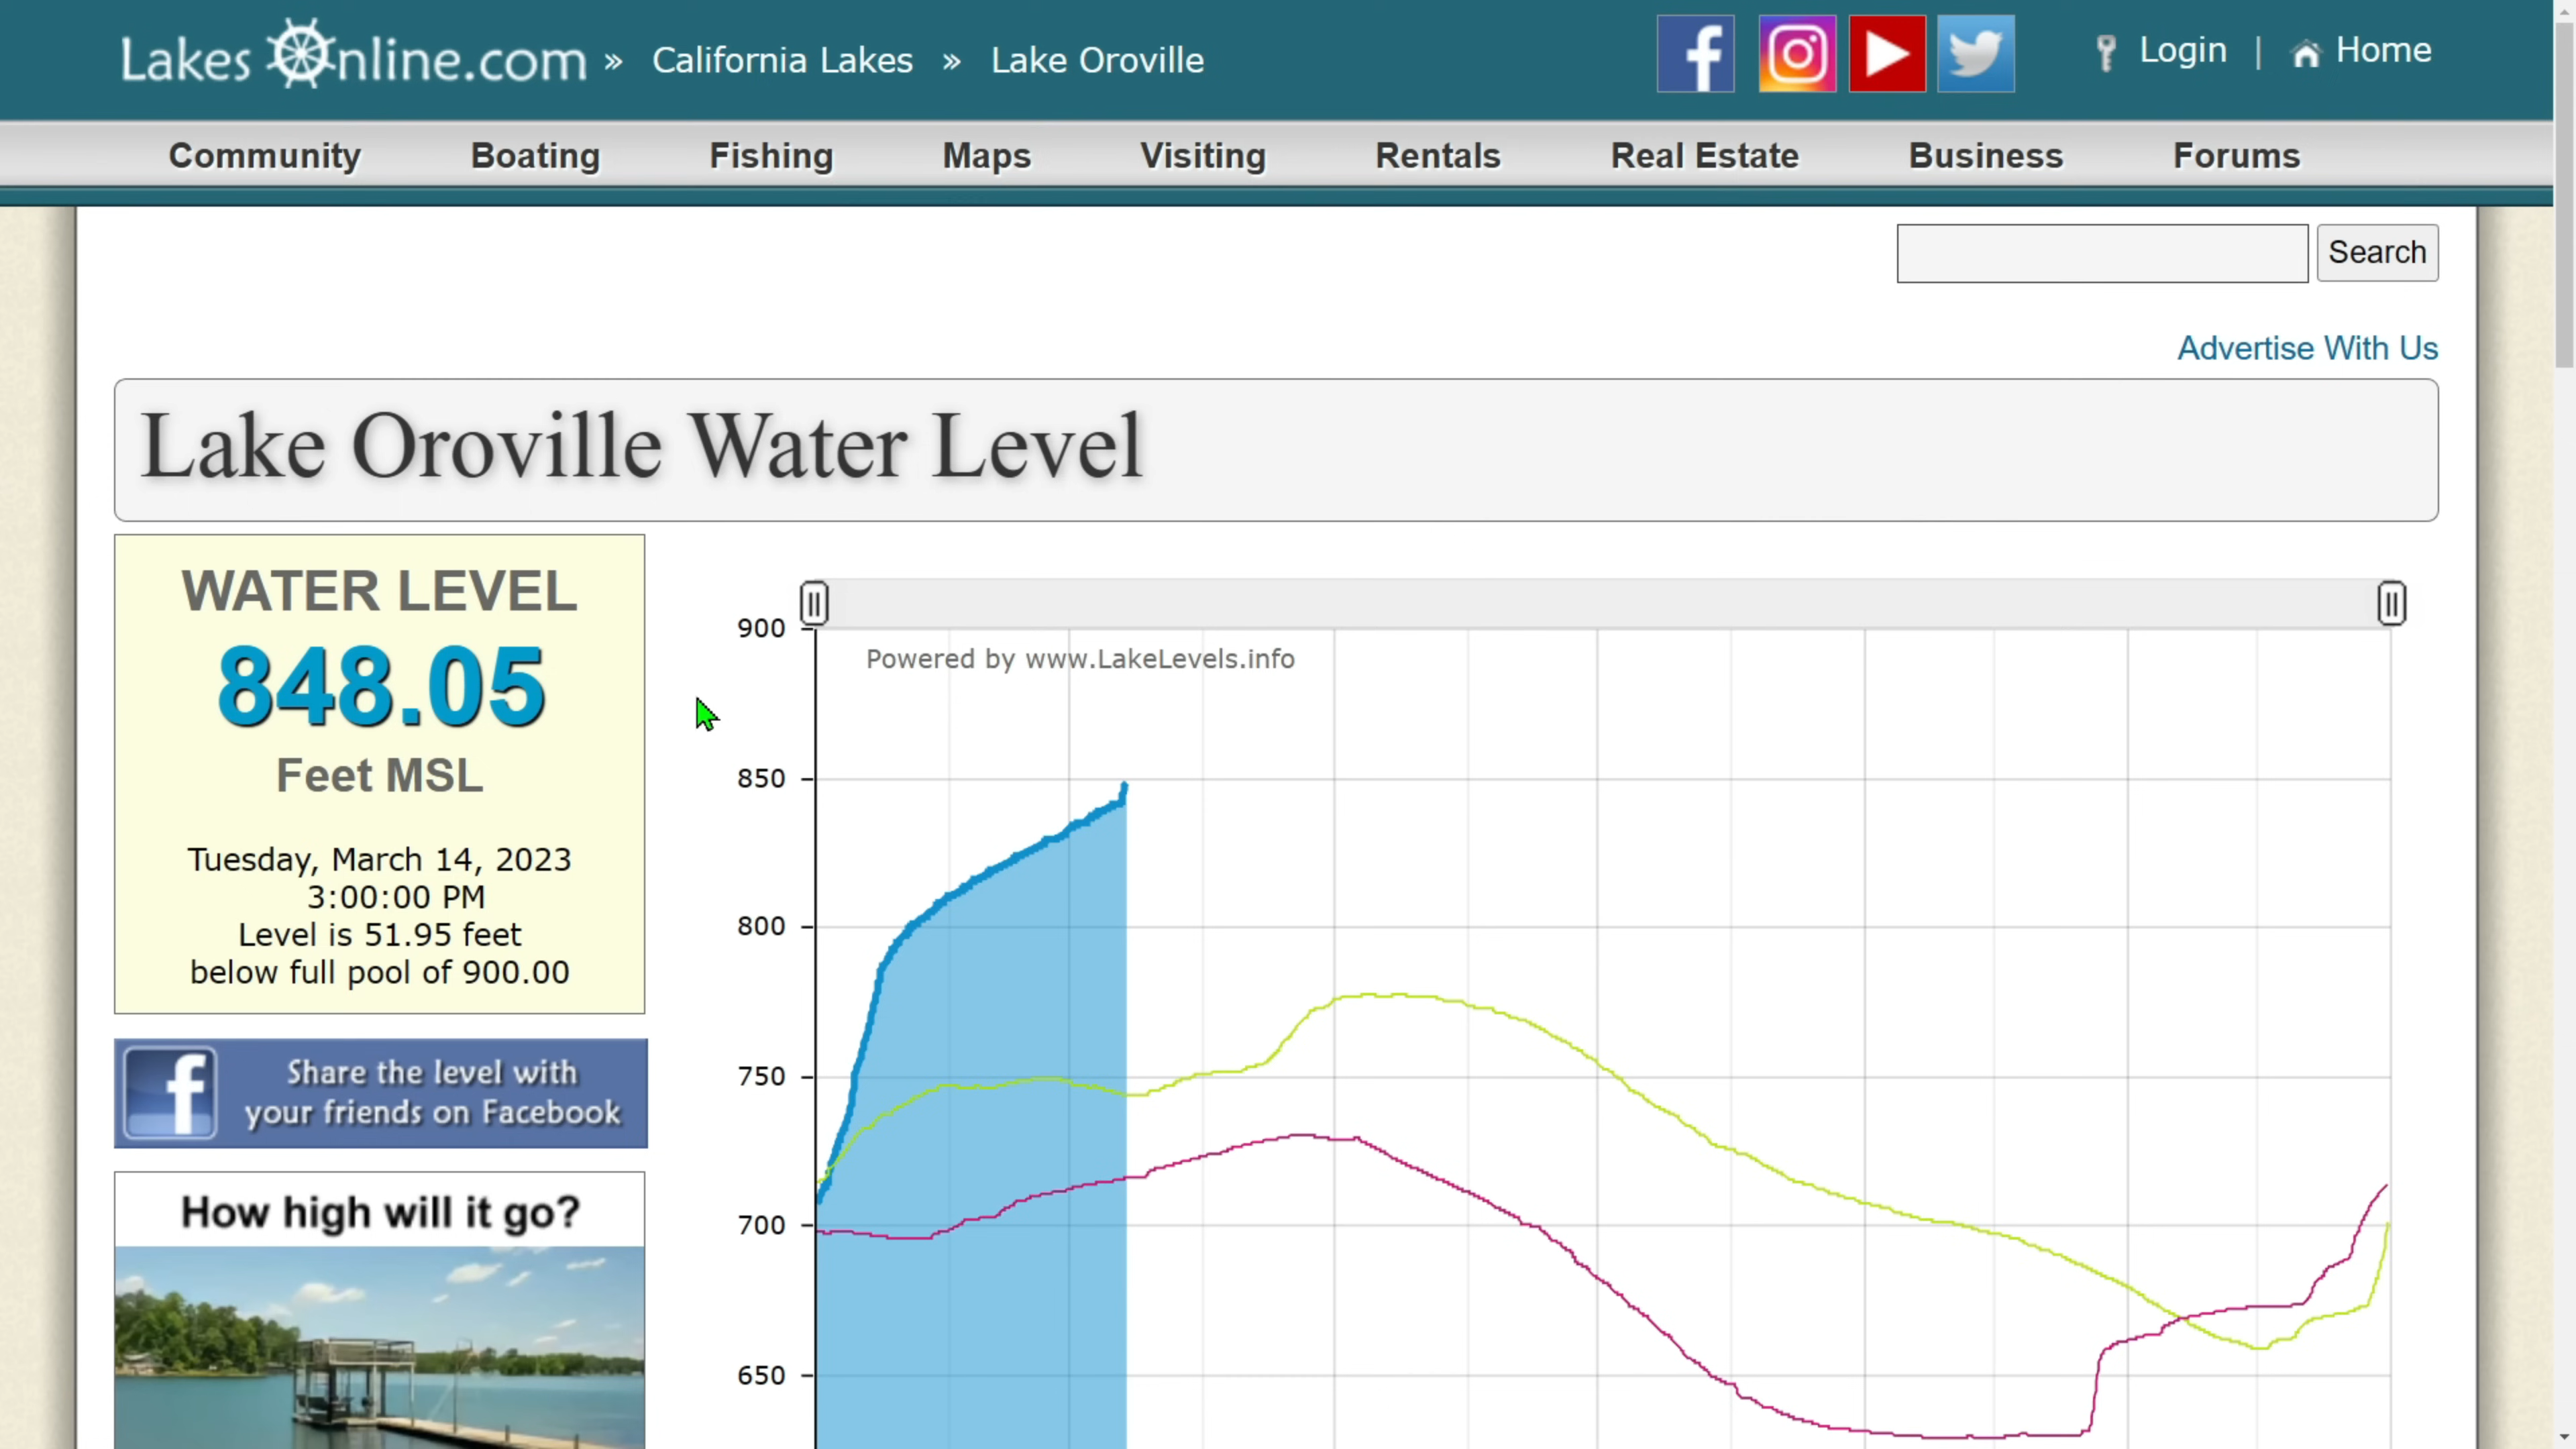 Lakes Online.com » California Lakes » Lake Oroville
Login | Home
Community Boating Fishing Maps Visiting Rentals Real Estate Business Forums
Search
Advertise With Us
Lake Oroville Water Level
WATER LEVEL
848.05
Feet MSL
Tuesday, March 14, 2023
3:00:00 PM
Level is 51.95 feet
below full pool of 900.00
Share the level with
your friends on Facebook
How high will it go?
Powered by www.LakeLevels.info
900
850
800
750
700
650